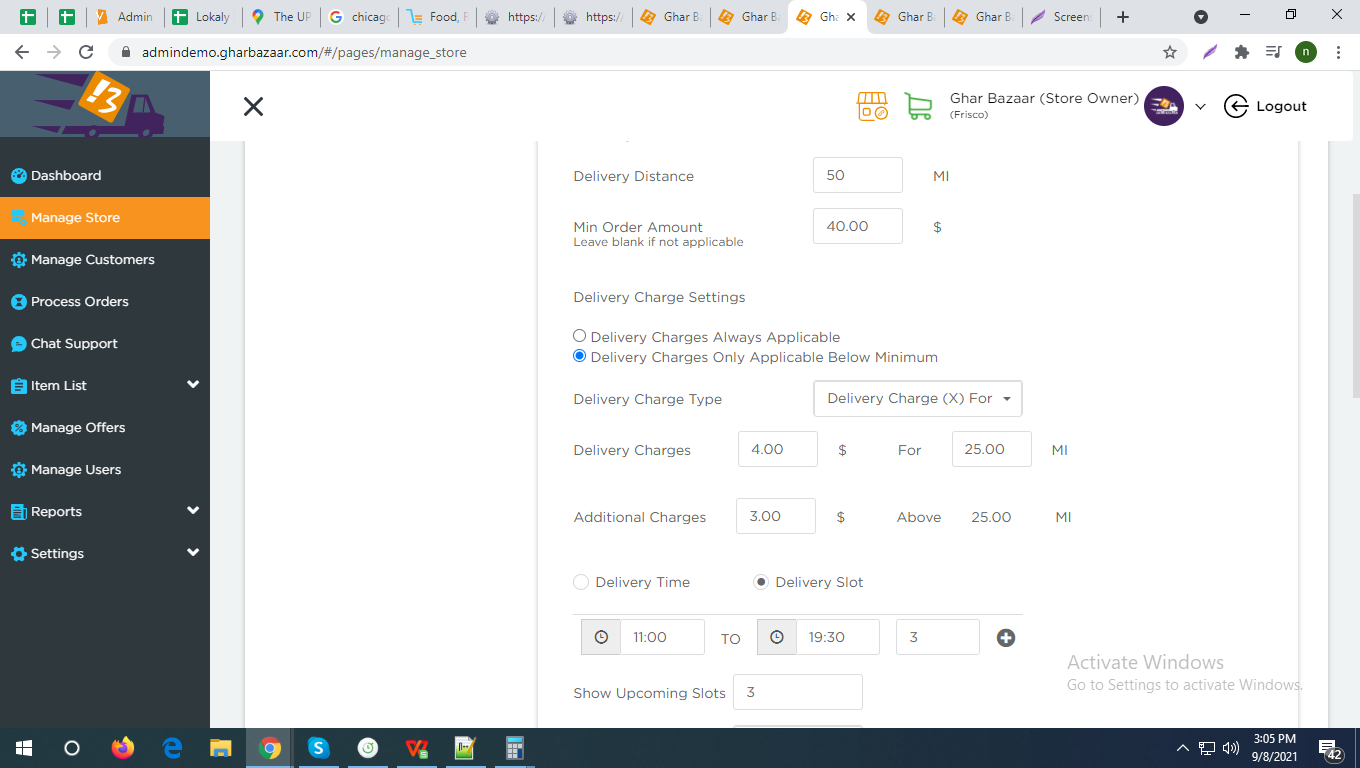 Admin
Lokaly
The UP
chicago
Food, F
https:/
https:/
Ghar Ba
Ghar Ba
Gha
Ghar Ba
Ghar Ba
Screen
admindemo.gharbazaar.com/#/pages/manage_store
n
Ghar Bazaar (Store Owner)
(Frisco)
Logout
Dashboard
Manage Store
Manage Customers
Process Orders
Chat Support
Item List
Manage Offers
Manage Users
Reports
Settings
Delivery Distance 50 MI
Min Order Amount 40.00 $
Leave blank if not applicable
Delivery Charge Settings
Delivery Charges Always Applicable
Delivery Charges Only Applicable Below Minimum
Delivery Charge Type Delivery Charge (X) For
Delivery Charges 4.00 $ For 25.00 MI
Additional Charges 3.00 $ Above 25.00 MI
Delivery Time Delivery Slot
11:00 TO 19:30 3
Show Upcoming Slots 3
Activate Windows
Go to Settings to activate Windows.
3:05 PM
9/8/2021
42